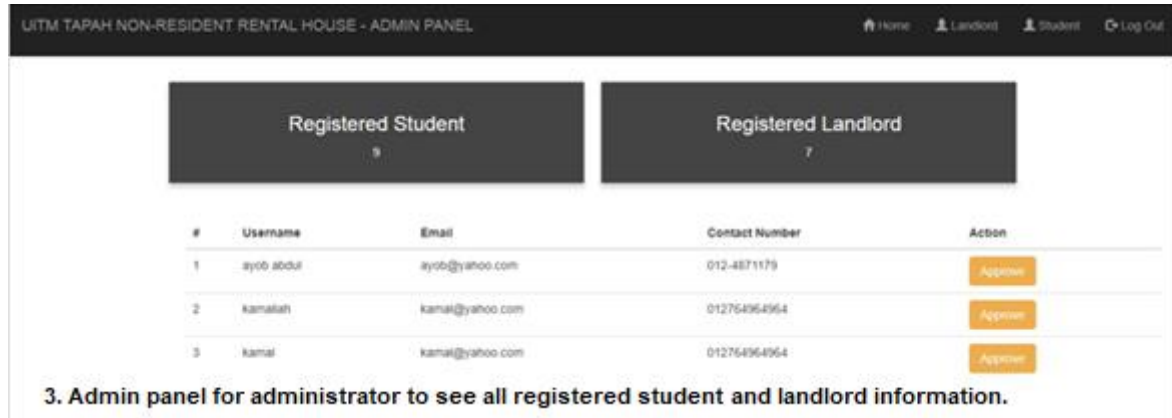 UITM TAPAH NON-RESIDENT RENTAL HOUSE - ADMIN PANEL Home Landlord Student Log Out
Registered Student Registered Landlord
9 7
# Username Email Contact Number Action
1 ayob abdul ayob@yahoo.com 012-4871179 Approve
2 kamaliah kamal@yahoo.com 012764964964 Approve
3 kamal kamal@yahoo.com 012764964964 Approve
3. Admin panel for administrator to see all registered student and landlord information.